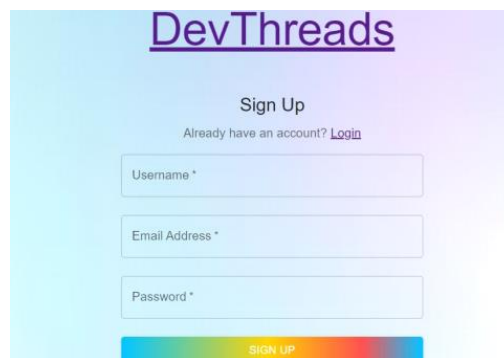 DevThreads
Sign Up
Already have an account? Login
Username *
Email Address *
Password *
SIGN UP